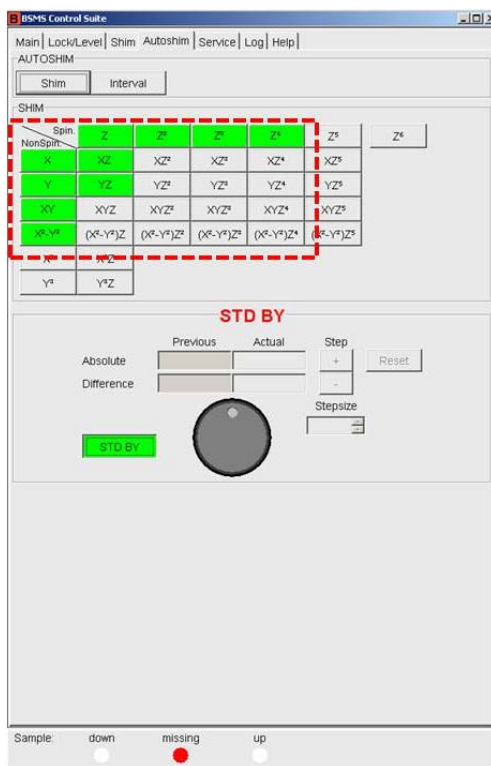 B BSMS Control Suite
Main Lock/Level Shim Autoshim Service Log Help
AUTOSHIM
Shim Interval
SHIM
Spin. Z Z² Z³ Z⁴ Z⁵ Z⁶
NonSpin.
X XZ XZ² XZ³ XZ⁴ XZ⁵
Y YZ YZ² YZ³ YZ⁴ YZ⁵
XY XYZ XYZ² XYZ³ XYZ⁴ XYZ⁵
X²-Y² (X²-Y²)Z (X²-Y²)Z² (X²-Y²)Z³ (X²-Y²)Z⁴ (X²-Y²)Z⁵
X³ X³Z
Y³ Y³Z
STD BY
Previous Actual Step
Absolute + Reset
Difference -
Stepsize
STD BY
Sample: down missing up